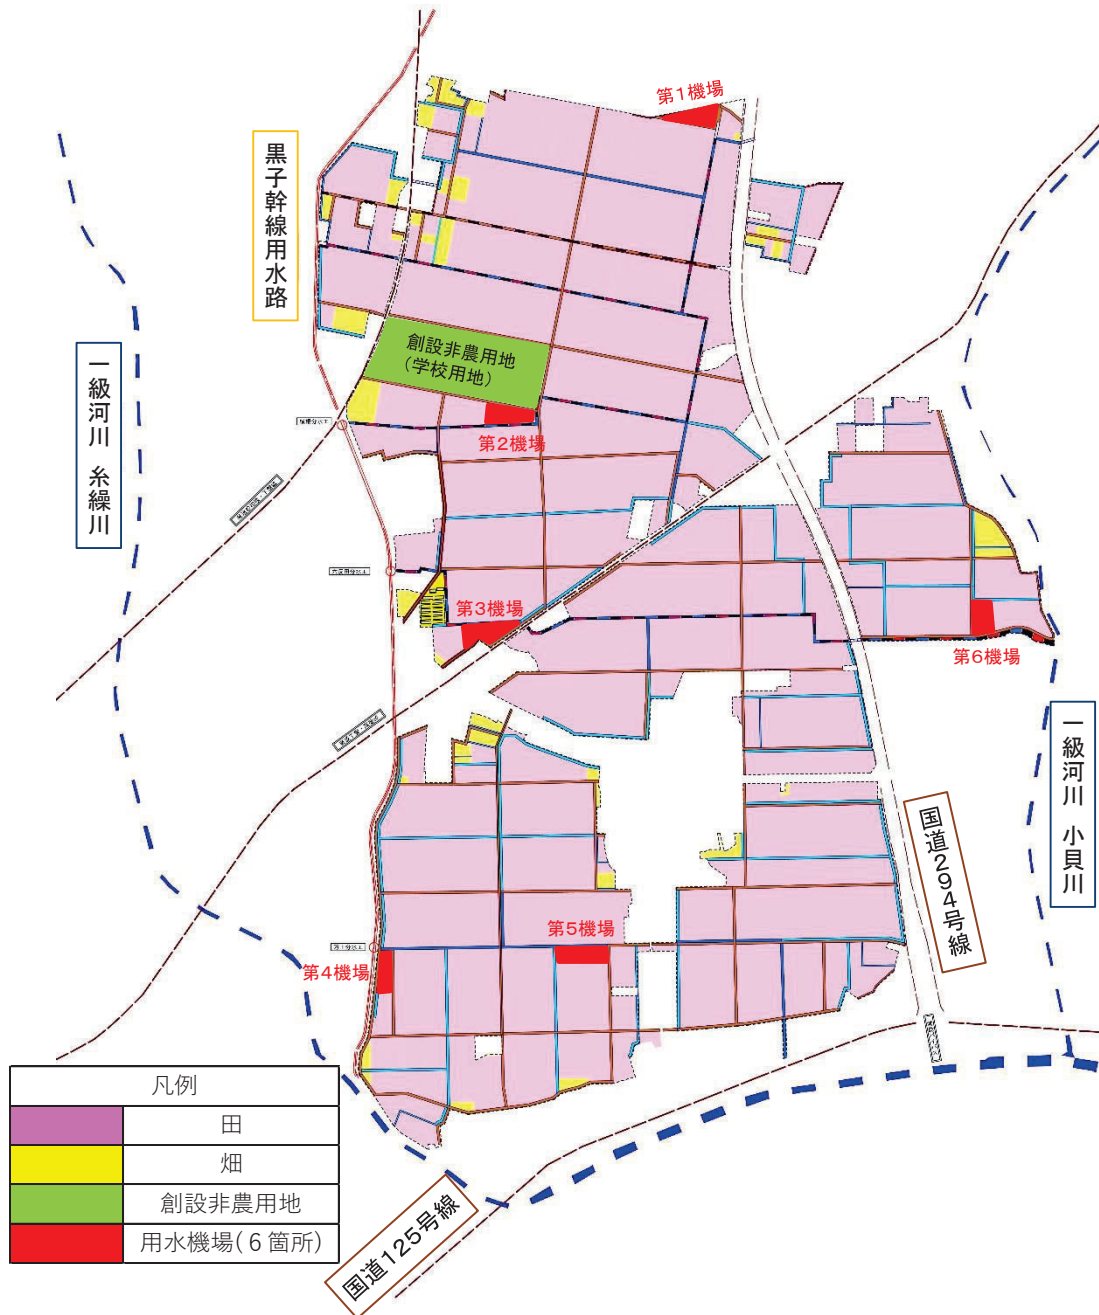 第1機場
黒子幹線用水路
創設非農用地
(学校用地)
一級河川 糸繰川
第2機場
第3機場
第6機場
一級河川 小貝川
国道294号線
第5機場
第4機場
凡例
田
畑
創設非農用地
用水機場(6箇所)
国道125号線